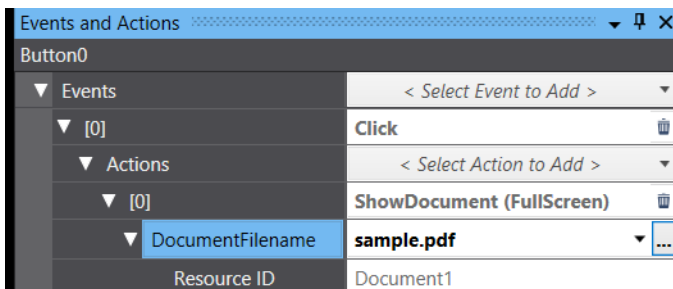 Events and Actions
Button0
Events < Select Event to Add >
[0] Click
Actions < Select Action to Add >
[0] ShowDocument (FullScreen)
DocumentFilename sample.pdf ...
Resource ID Document1